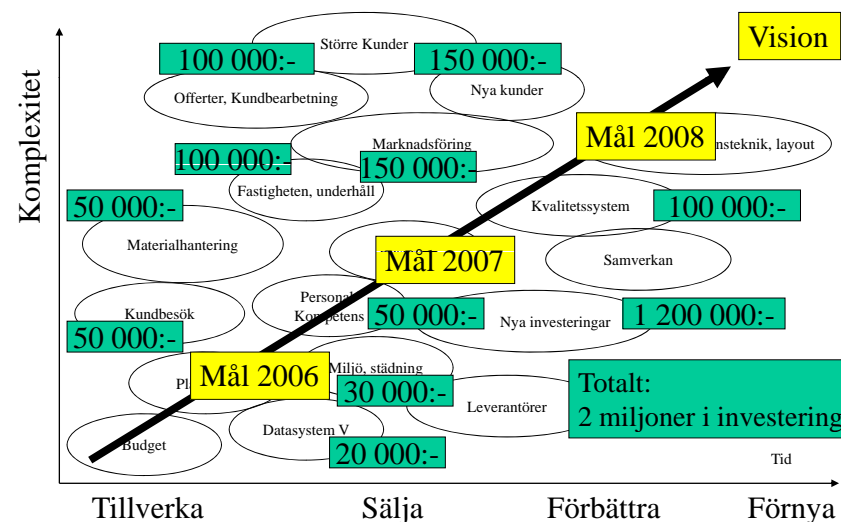 Vision
Större Kunder
100 000:-
150 000:-
Offerter, Kundbearbetning
Nya kunder
Komplexitet
Marknadsföring
Mål 2008
nsteknik, layout
100 000:-
150 000:-
Fastigheten, underhåll
50 000:-
Kvalitetssystem
100 000:-
Materialhantering
Mål 2007
Samverkan
Personal
Kompetens
Kundbesök
50 000:-
Nya investeringar
1 200 000:-
50 000:-
Mål 2006
Miljö, städning
30 000:-
Leverantörer
Totalt:
2 miljoner i investering
Budget
Datasystem V
20 000:-
Tid
Tillverka
Sälja
Förbättra
Förnya